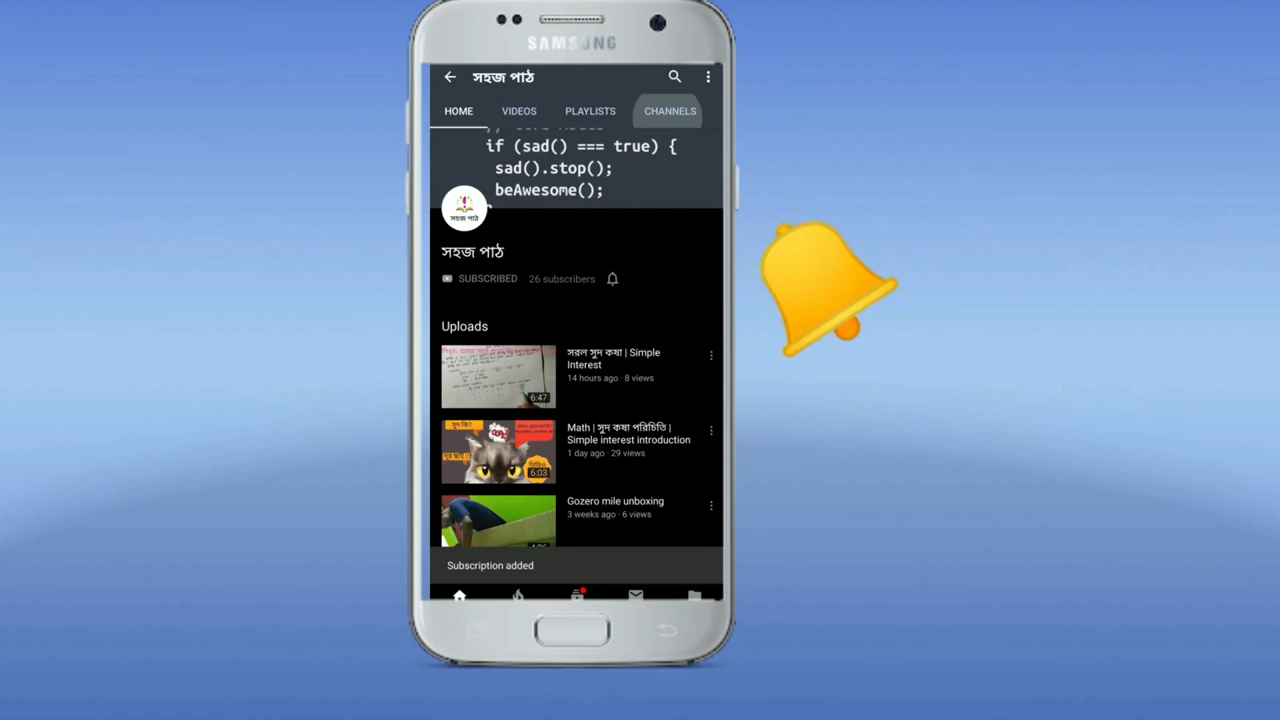 SAMSUNG
সহজ পাঠ
HOME VIDEOS PLAYLISTS CHANNELS
if (sad() === true) {
sad().stop();
beAwesome();
সহজ পাঠ
সহজ পাঠ
SUBSCRIBED 26 subscribers
Uploads
সরল সুদ কষা | Simple
Interest
14 hours ago · 8 views
6:47
সুদ কি?
Math | সুদ কষা পরিচিতি |
Simple interest introduction
1 day ago · 29 views
6:03
Gozero mile unboxing
3 weeks ago · 6 views
Subscription added